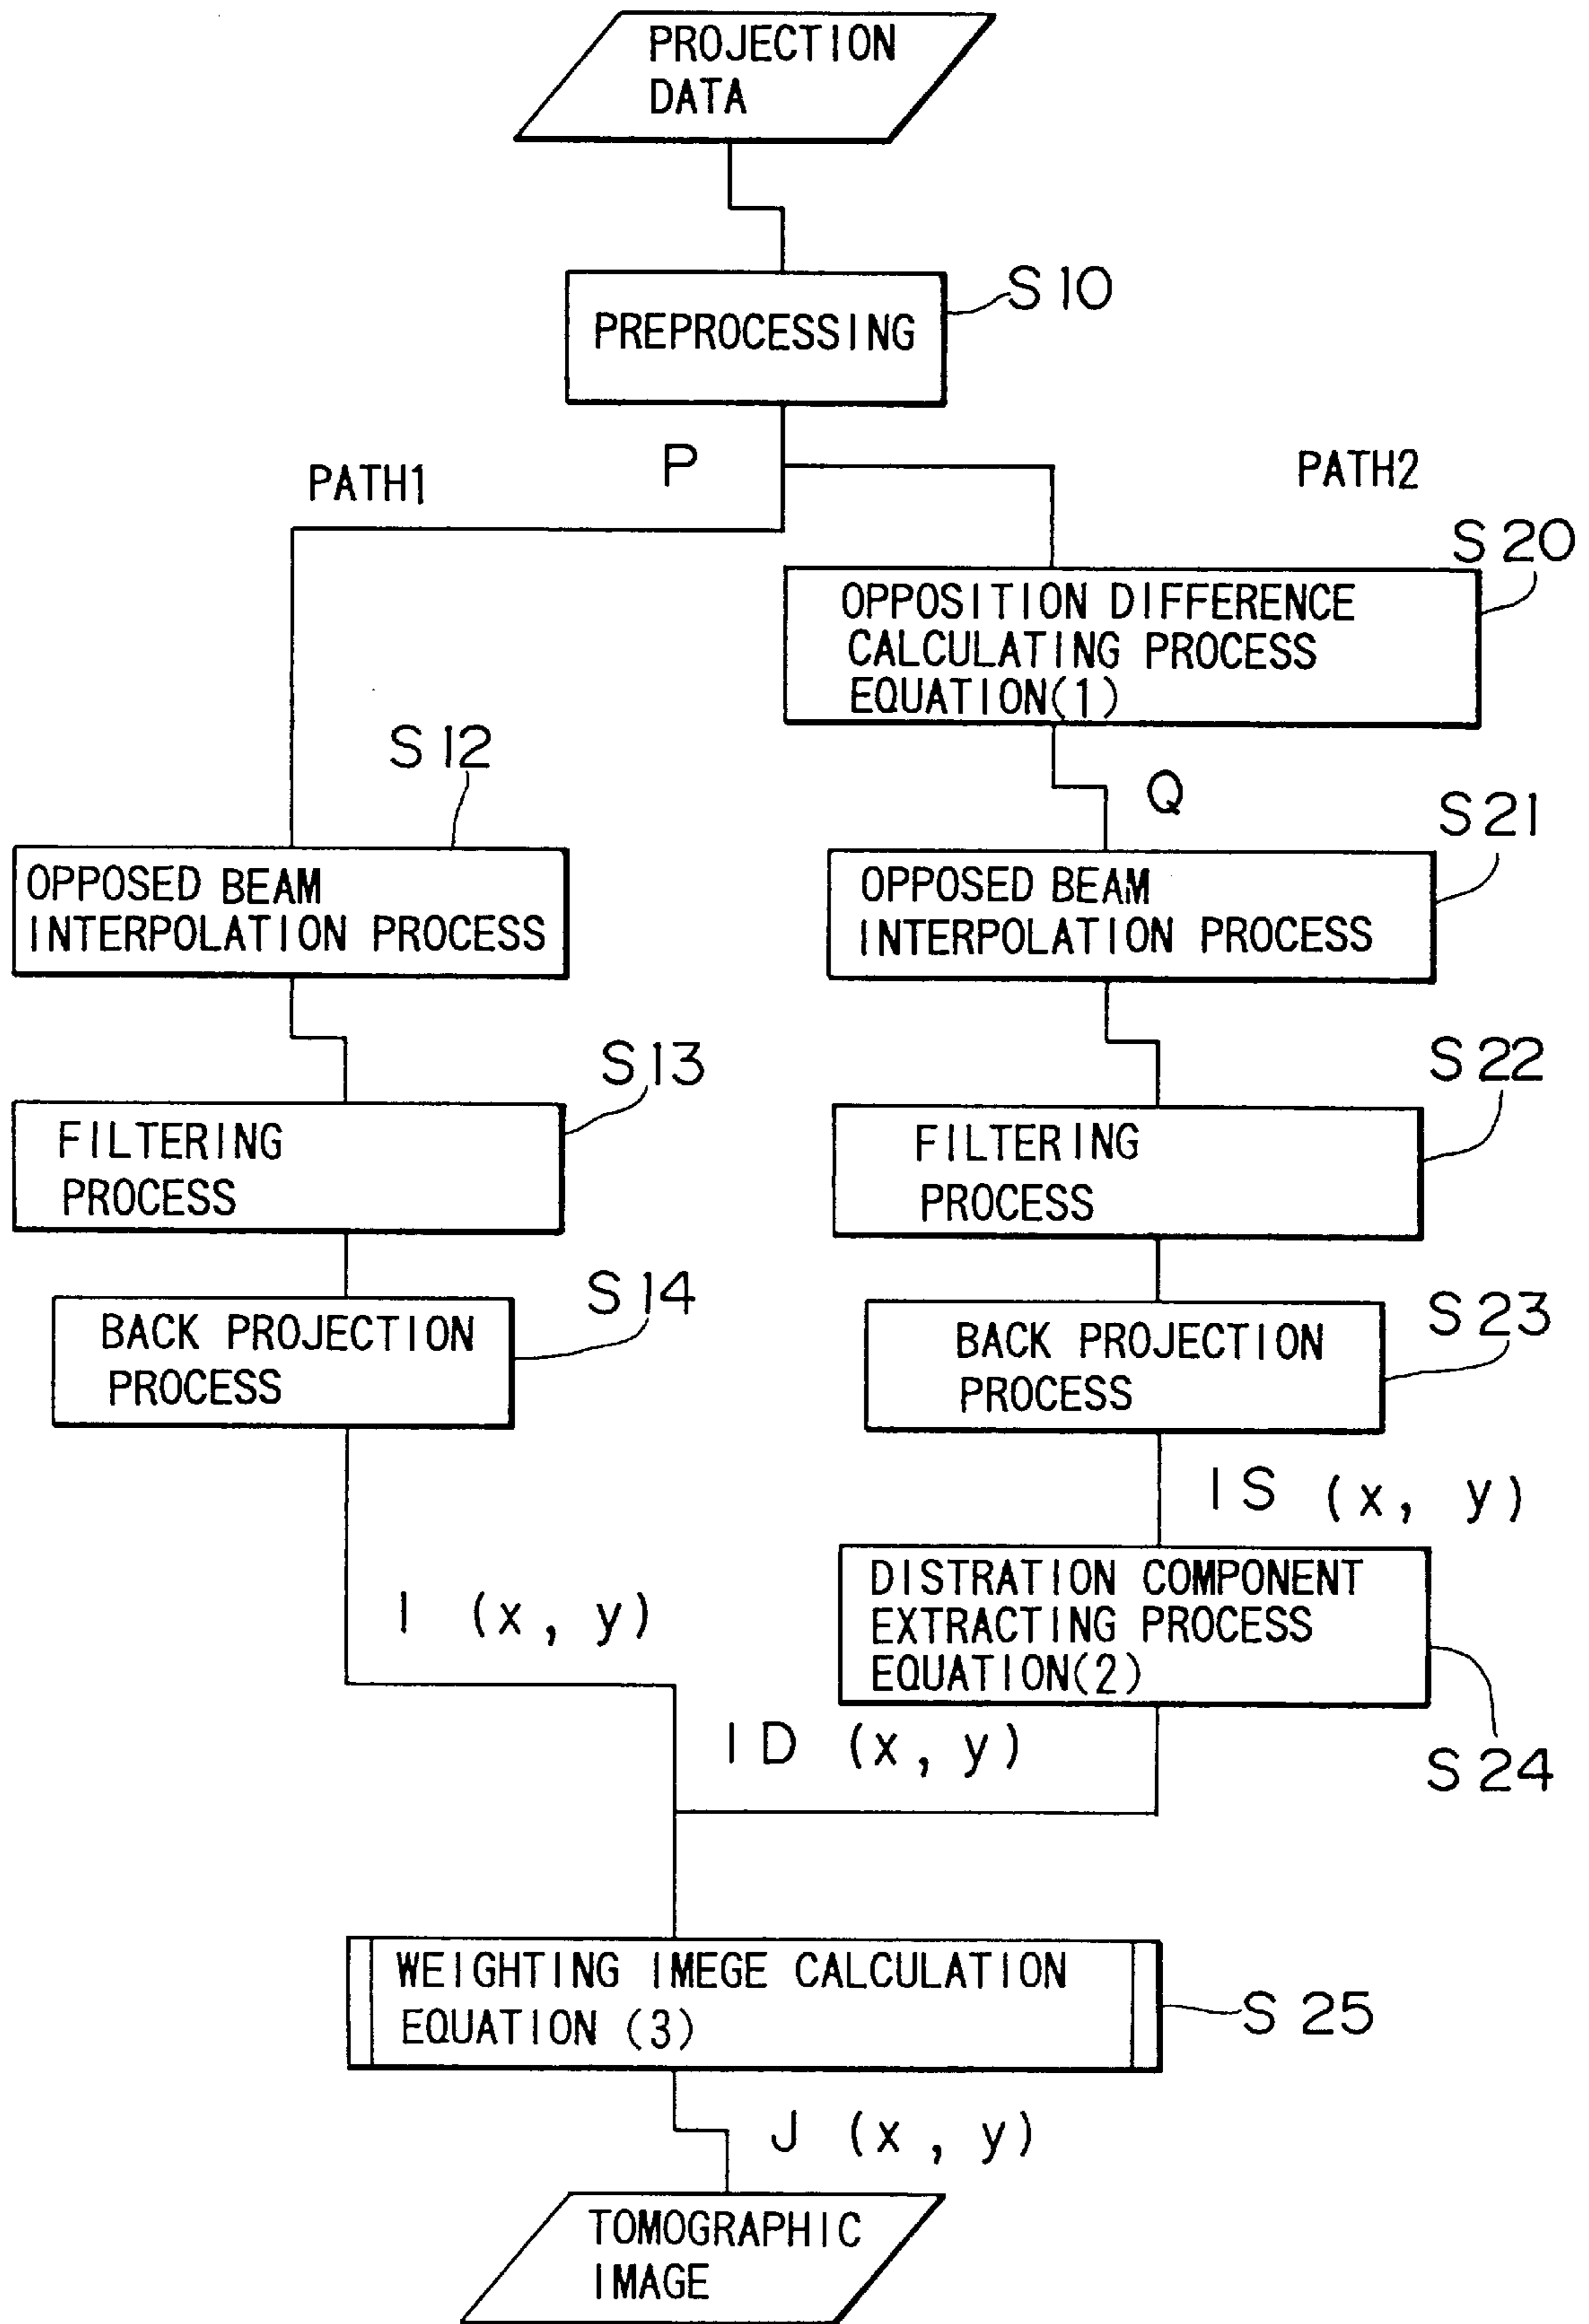 PROJECTION
DATA
S10
PREPROCESSING
P
PATH1
PATH2
S20
OPPOSITION DIFFERENCE
CALCULATING PROCESS
EQUATION(1)
S12
Q
S21
OPPOSED BEAM
INTERPOLATION PROCESS
OPPOSED BEAM
INTERPOLATION PROCESS
S13
S22
FILTERING
PROCESS
FILTERING
PROCESS
S14
S23
BACK PROJECTION
PROCESS
BACK PROJECTION
PROCESS
IS (x, y)
DISTRATION COMPONENT
EXTRACTING PROCESS
EQUATION(2)
I (x, y)
ID (x, y)
S24
WEIGHTING IMEGE CALCULATION
EQUATION (3)
S25
J (x, y)
TOMOGRAPHIC
IMAGE